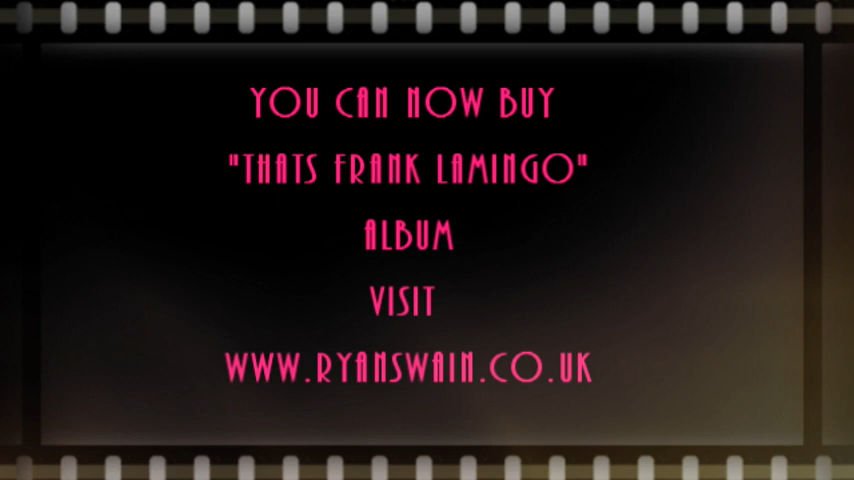 YOU CAN NOW BUY
"THATS FRANK LAMINGO"
ALBUM
VISIT
WWW.RYANSWAIN.CO.UK